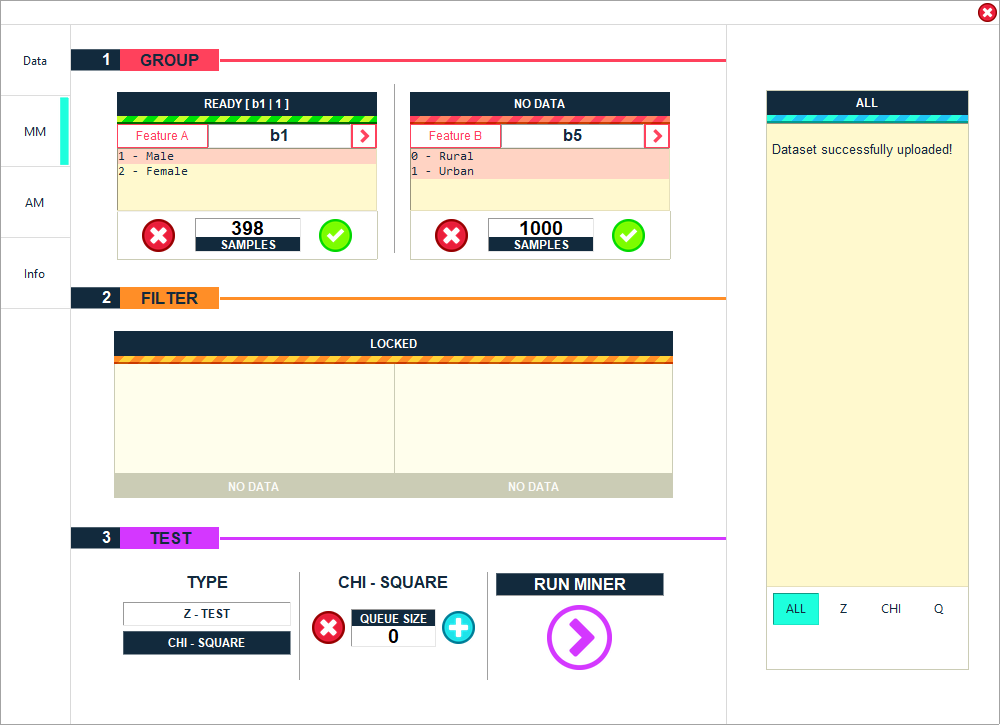 Data
MM
AM
Info
1 GROUP
READY [ b1 | 1 ]
Feature A b1
1 - Male
2 - Female
398
SAMPLES
NO DATA
Feature B b5
0 - Rural
1 - Urban
1000
SAMPLES
2 FILTER
LOCKED
NO DATA NO DATA
3 TEST
TYPE
Z - TEST
CHI - SQUARE
CHI - SQUARE
QUEUE SIZE
0
RUN MINER
ALL
Dataset successfully uploaded!
ALL Z CHI Q